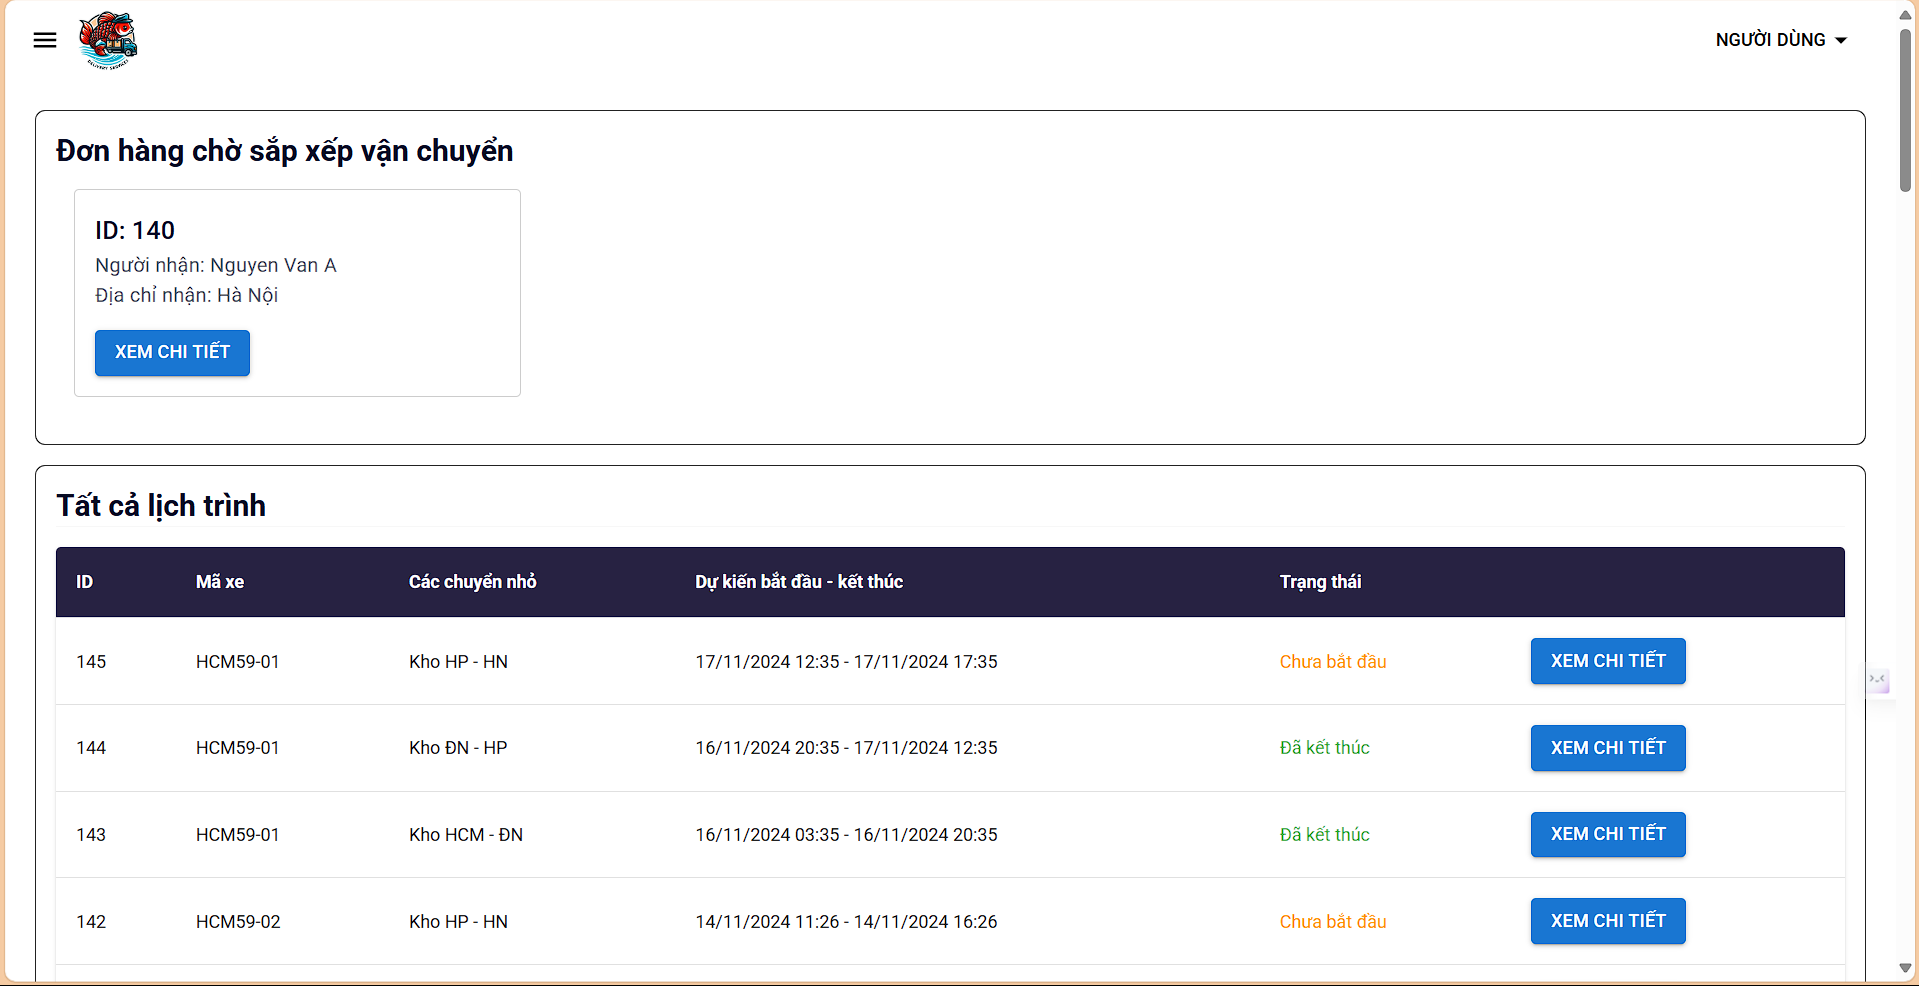 DELIVERY SERVICES
NGƯỜI DÙNG
Đơn hàng chờ sắp xếp vận chuyển
ID: 140
Người nhận: Nguyen Van A
Địa chỉ nhận: Hà Nội
XEM CHI TIẾT
Tất cả lịch trình
ID Mã xe Các chuyển nhỏ Dự kiến bắt đầu - kết thúc Trạng thái
145 HCM59-01 Kho HP - HN 17/11/2024 12:35 - 17/11/2024 17:35 Chưa bắt đầu XEM CHI TIẾT
144 HCM59-01 Kho ĐN - HP 16/11/2024 20:35 - 17/11/2024 12:35 Đã kết thúc XEM CHI TIẾT
143 HCM59-01 Kho HCM - ĐN 16/11/2024 03:35 - 16/11/2024 20:35 Đã kết thúc XEM CHI TIẾT
142 HCM59-02 Kho HP - HN 14/11/2024 11:26 - 14/11/2024 16:26 Chưa bắt đầu XEM CHI TIẾT